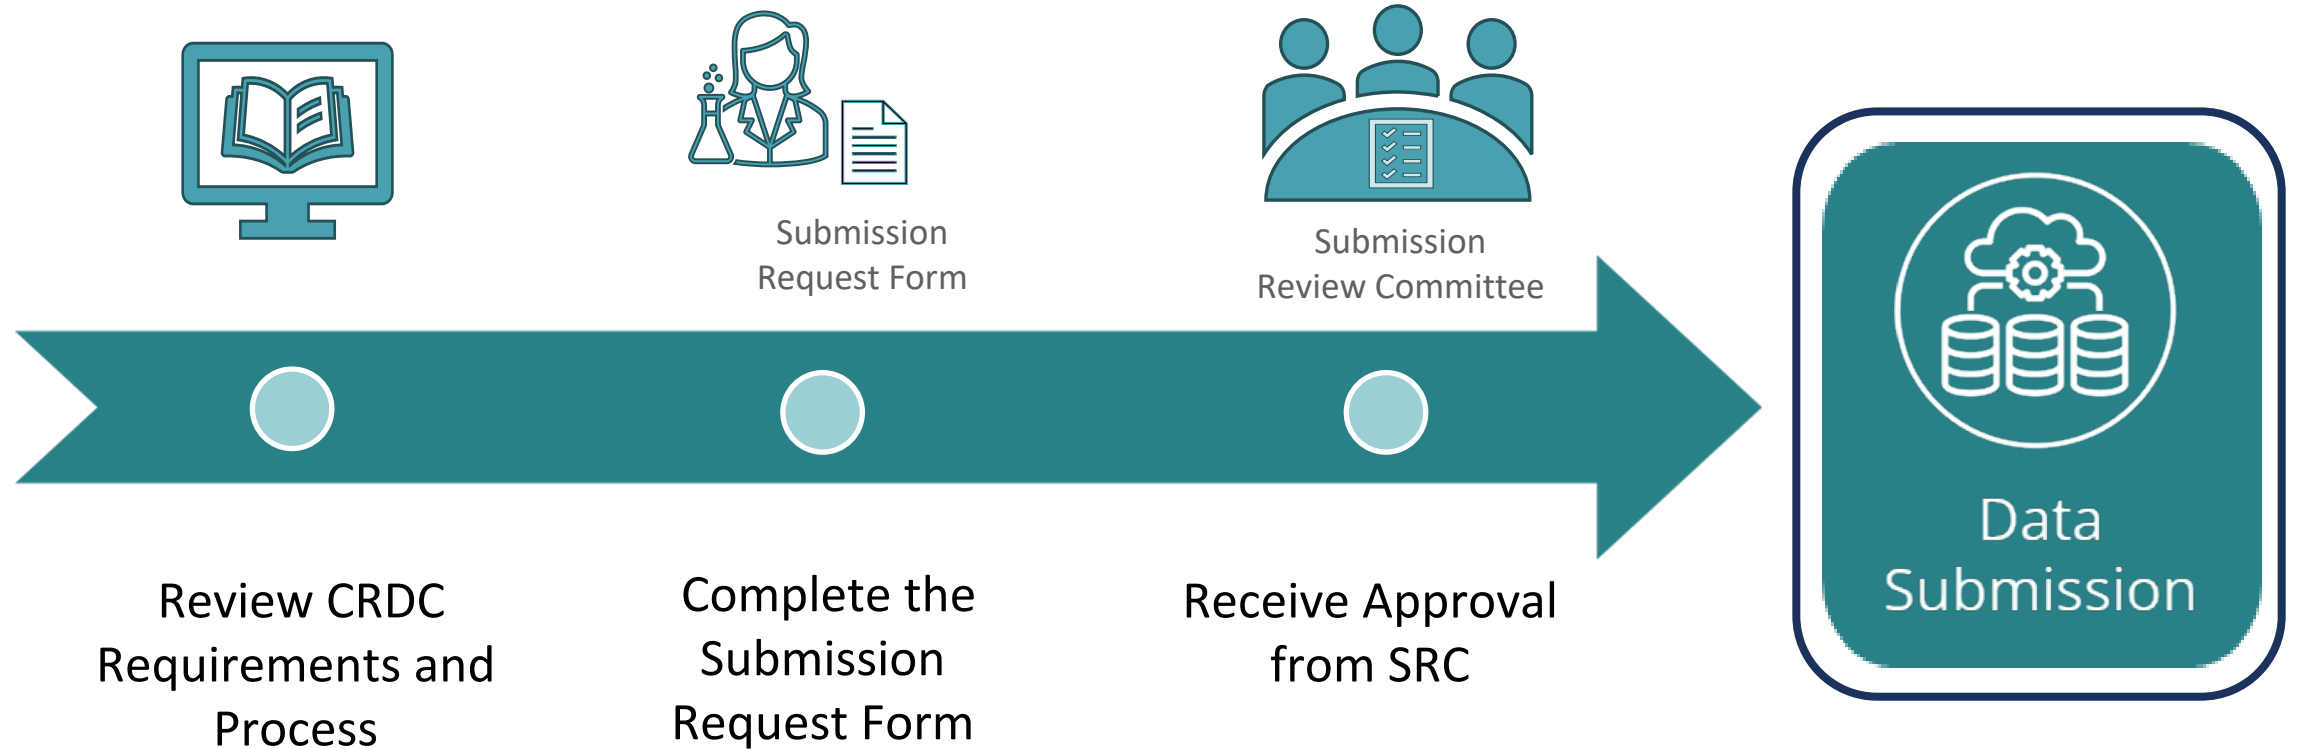 Submission
Request Form
Submission
Review Committee
Review CRDC
Requirements and
Process
Complete the
Submission
Request Form
Receive Approval
from SRC
Data
Submission